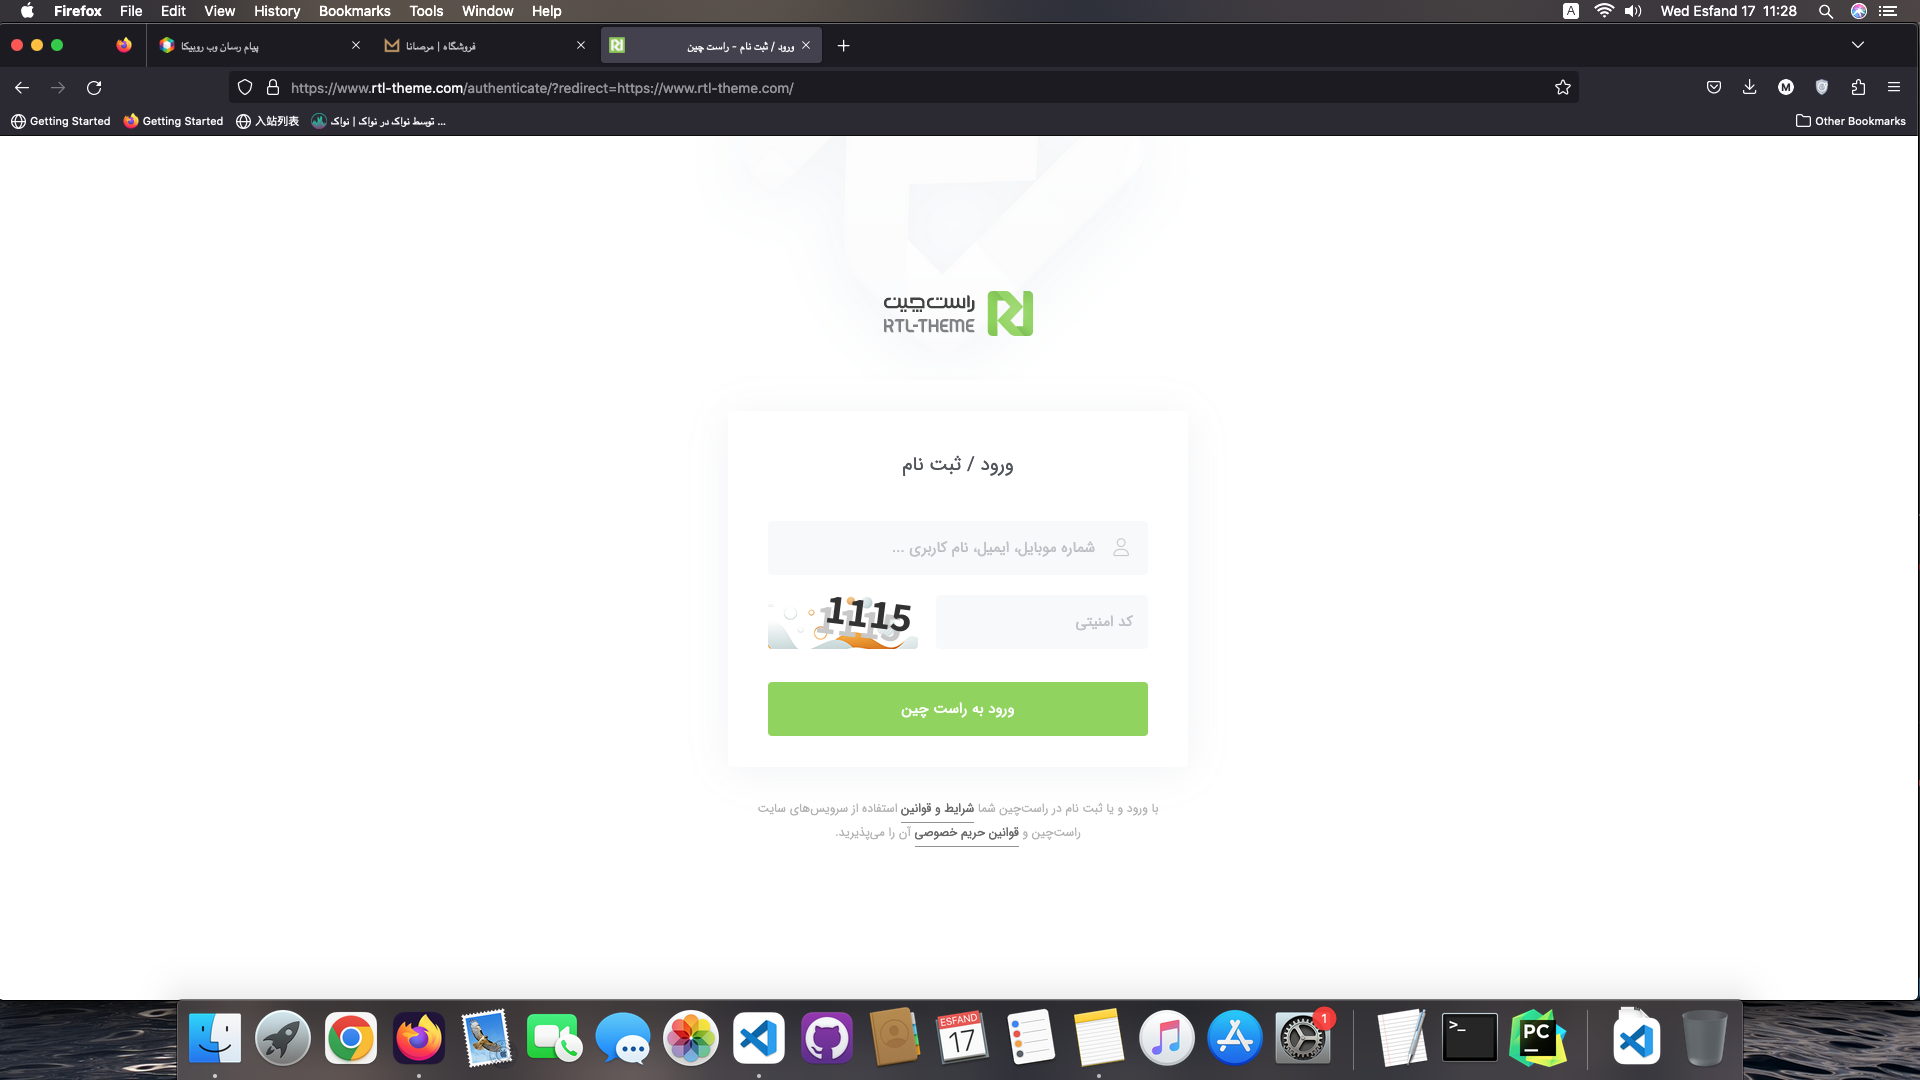 Firefox File Edit View History Bookmarks Tools Window Help
A
Wed Esfand 17 11:28
پیام رسان وب روبیکا
فروشگاه | مرصانا
ورود / ثبت نام - راست چین
https://www.rtl-theme.com/authenticate/?redirect=https://www.rtl-theme.com/
M
Getting Started
Getting Started
入站列表
توسط نواک در نواک | نواک ...
Other Bookmarks
راست‌چین
RTL-THEME
ورود / ثبت نام
شماره موبایل، ایمیل، نام کاربری ...
کد امنیتی
1115
ورود به راست چین
با ورود و یا ثبت نام در راست‌چین شما شرایط و قوانین استفاده از سرویس‌های سایت
راست‌چین و قوانین حریم خصوصی آن را می‌پذیرید.
ESFAND
17
1
>_
PC